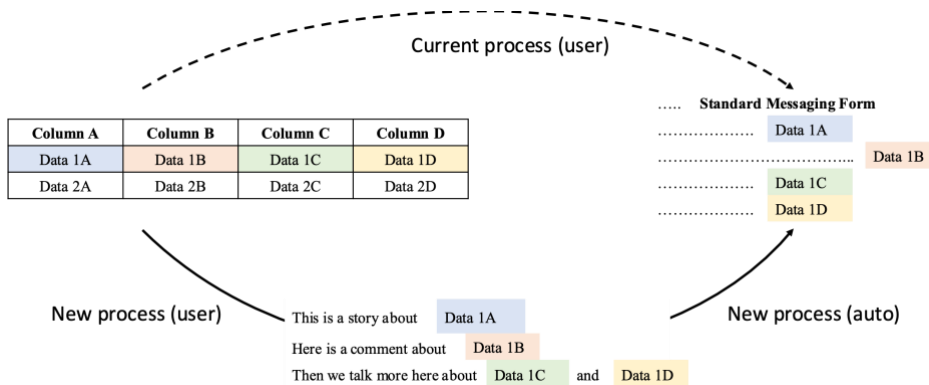 Current process (user)
Column A Column B Column C Column D
Data 1A Data 1B Data 1C Data 1D
Data 2A Data 2B Data 2C Data 2D
..... Standard Messaging Form
.................... Data 1A
....................................... Data 1B
.................... Data 1C
.................... Data 1D
New process (user)
This is a story about Data 1A
Here is a comment about Data 1B
Then we talk more here about Data 1C and Data 1D
New process (auto)